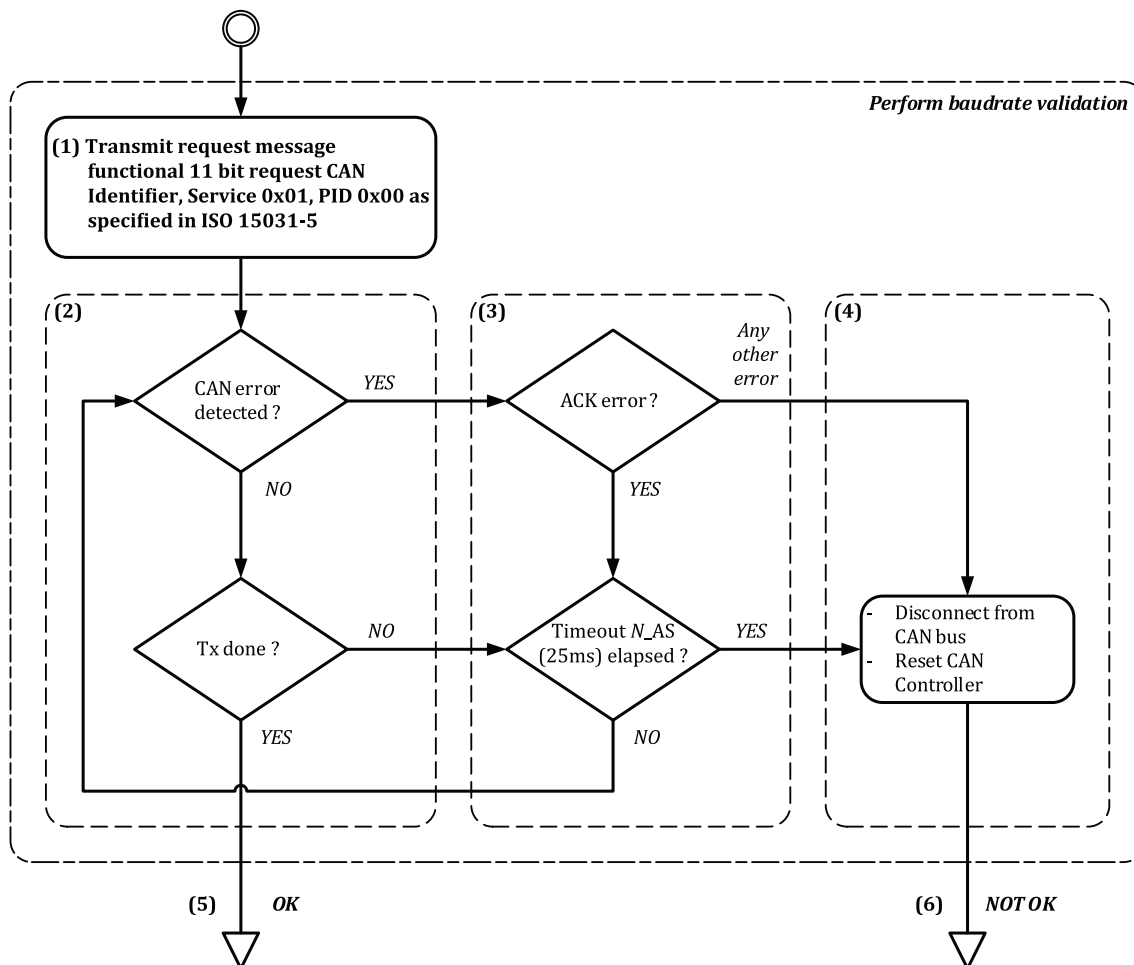 Perform baudrate validation
(1) Transmit request message
functional 11 bit request CAN
Identifier, Service 0x01, PID 0x00 as
specified in ISO 15031-5
(2)
(3)
(4)
CAN error
detected ?
YES
ACK error ?
Any
other
error
NO
YES
Tx done ?
NO
Timeout N_AS
(25ms) elapsed ?
YES
- Disconnect from
CAN bus
- Reset CAN
Controller
YES
NO
(5) OK
(6) NOT OK